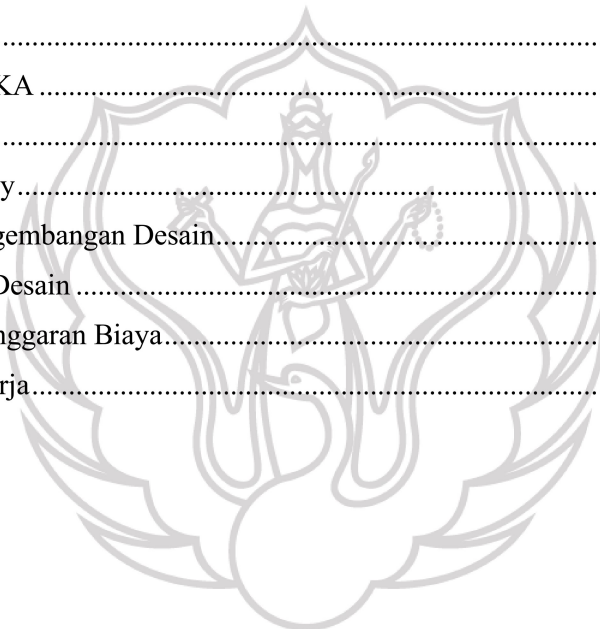 ................................................................................
KA ...........................................................................
................................................................................
y..............................................................................
gembangan Desain...................................................
Desain ......................................................................
nggaran Biaya..........................................................
rja............................................................................